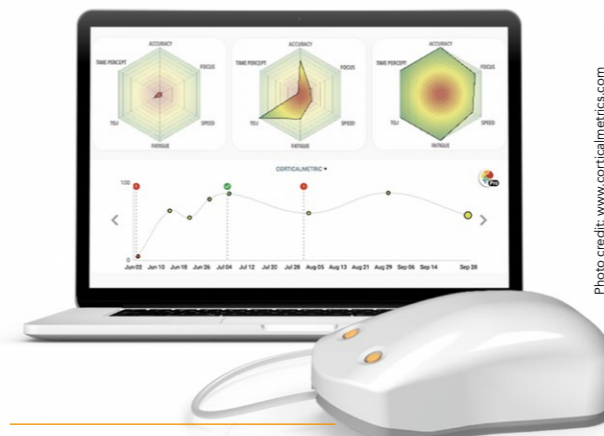 ACCURACY
TIME PERCEPT
FOCUS
TOJ
SPEED
FATIGUE
ACCURACY
TIME PERCEPT
FOCUS
TOJ
SPEED
FATIGUE
ACCURACY
TIME PERCEPT
FOCUS
TOJ
SPEED
FATIGUE
CORTICALMETRIC
Pro
100
0
Jun 02 Jun 10 Jun 18 Jun 26 Jul 04 Jul 12 Jul 20 Jul 28 Aug 05 Aug 13 Aug 21 Aug 29 Sep 06 Sep 14 Sep 28
Photo credit: www.corticalmetrics.com